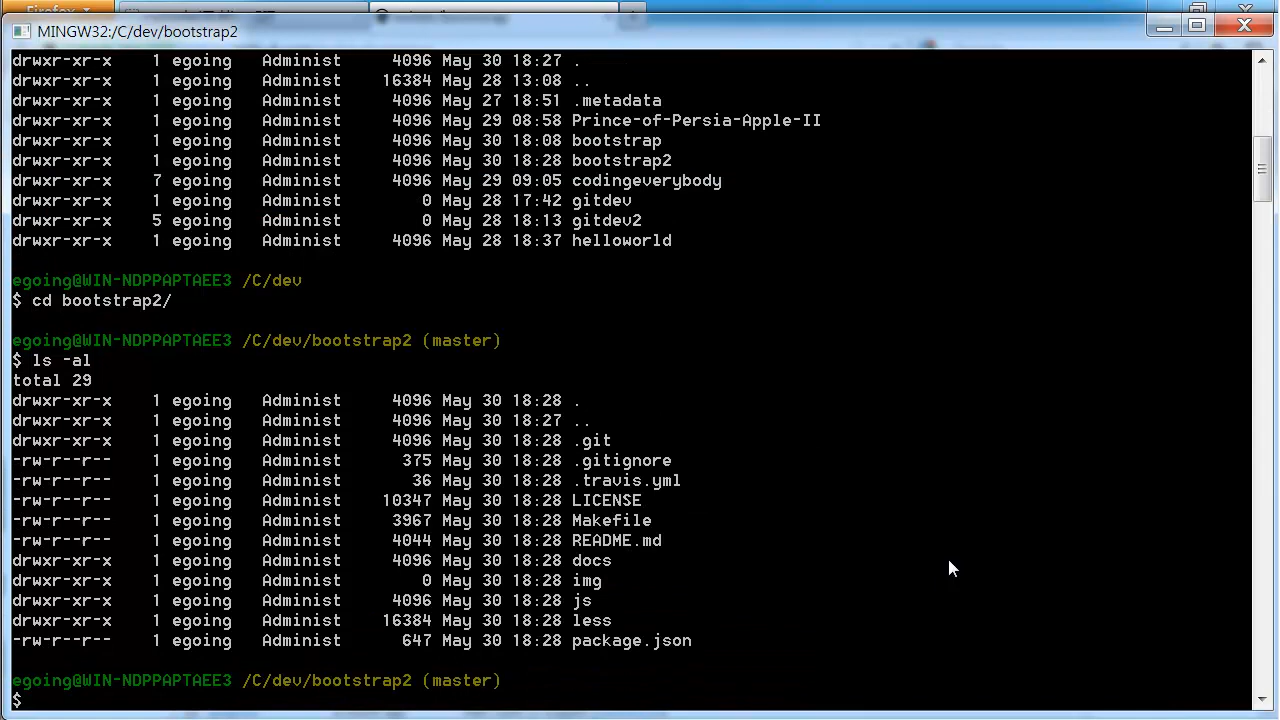 Firefox
MINGW32:/C/dev/bootstrap2
drwxr-xr-x 1 egoing Administ 4096 May 30 18:27 .
drwxr-xr-x 1 egoing Administ 16384 May 28 13:08 ..
drwxr-xr-x 1 egoing Administ 4096 May 27 18:51 .metadata
drwxr-xr-x 1 egoing Administ 4096 May 29 08:58 Prince-of-Persia-Apple-II
drwxr-xr-x 1 egoing Administ 4096 May 30 18:08 bootstrap
drwxr-xr-x 1 egoing Administ 4096 May 30 18:28 bootstrap2
drwxr-xr-x 7 egoing Administ 4096 May 29 09:05 codingeverybody
drwxr-xr-x 1 egoing Administ 0 May 28 17:42 gitdev
drwxr-xr-x 5 egoing Administ 0 May 28 18:13 gitdev2
drwxr-xr-x 1 egoing Administ 4096 May 28 18:37 helloworld
egoing@WIN-NDPPAPTAEE3 /C/dev
$ cd bootstrap2/
egoing@WIN-NDPPAPTAEE3 /C/dev/bootstrap2 (master)
$ ls -al
total 29
drwxr-xr-x 1 egoing Administ 4096 May 30 18:28 .
drwxr-xr-x 1 egoing Administ 4096 May 30 18:27 ..
drwxr-xr-x 1 egoing Administ 4096 May 30 18:28 .git
-rw-r--r-- 1 egoing Administ 375 May 30 18:28 .gitignore
-rw-r--r-- 1 egoing Administ 36 May 30 18:28 .travis.yml
-rw-r--r-- 1 egoing Administ 10347 May 30 18:28 LICENSE
-rw-r--r-- 1 egoing Administ 3967 May 30 18:28 Makefile
-rw-r--r-- 1 egoing Administ 4044 May 30 18:28 README.md
drwxr-xr-x 1 egoing Administ 4096 May 30 18:28 docs
drwxr-xr-x 1 egoing Administ 0 May 30 18:28 img
drwxr-xr-x 1 egoing Administ 4096 May 30 18:28 js
drwxr-xr-x 1 egoing Administ 16384 May 30 18:28 less
-rw-r--r-- 1 egoing Administ 647 May 30 18:28 package.json
egoing@WIN-NDPPAPTAEE3 /C/dev/bootstrap2 (master)
$